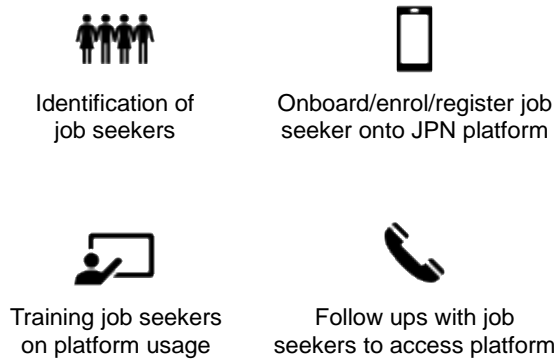 Identification of
job seekers
Onboard/enrol/register job
seeker onto JPN platform
Training job seekers
on platform usage
Follow ups with job
seekers to access platform